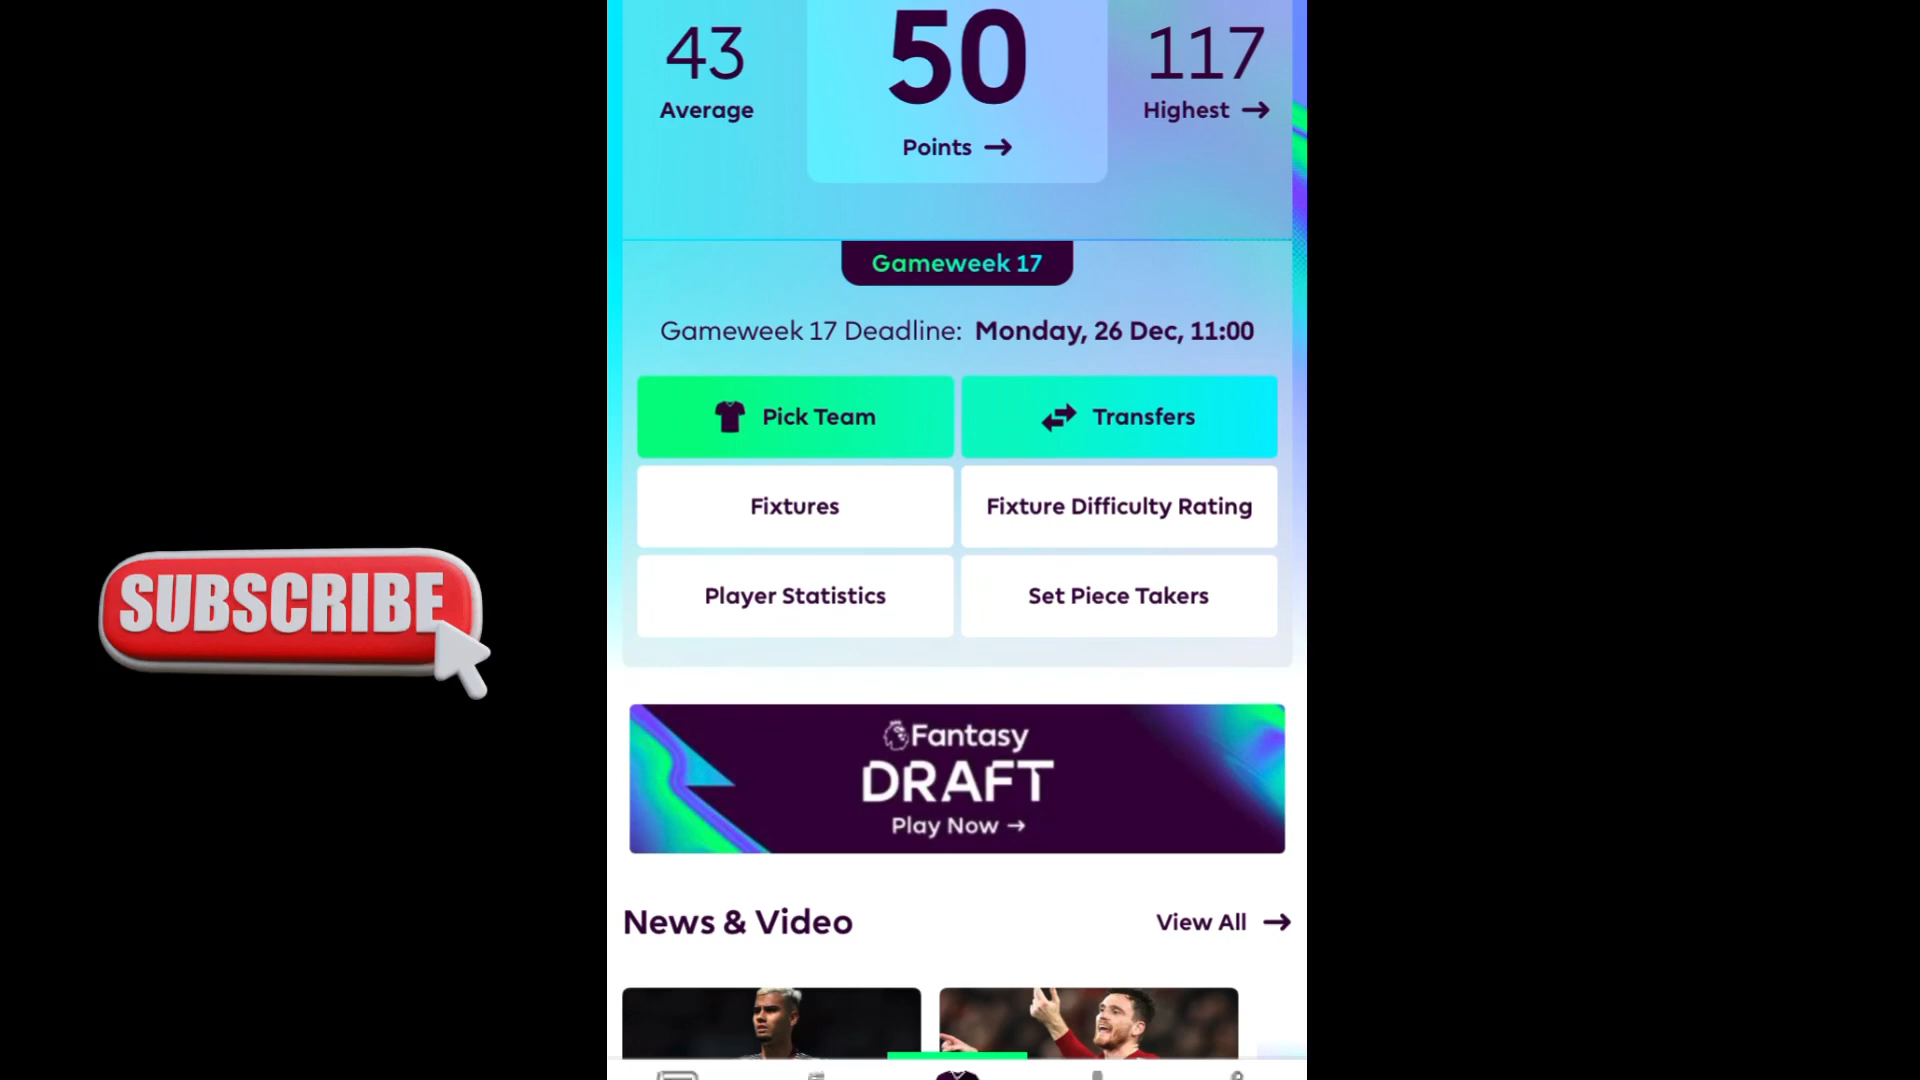 43
Average
50
Points
117
Highest
Gameweek 17
Gameweek 17 Deadline: Monday, 26 Dec, 11:00
Pick Team
Transfers
Fixtures
Fixture Difficulty Rating
Player Statistics
Set Piece Takers
SUBSCRIBE
Fantasy
DRAFT
Play Now
News & Video
View All